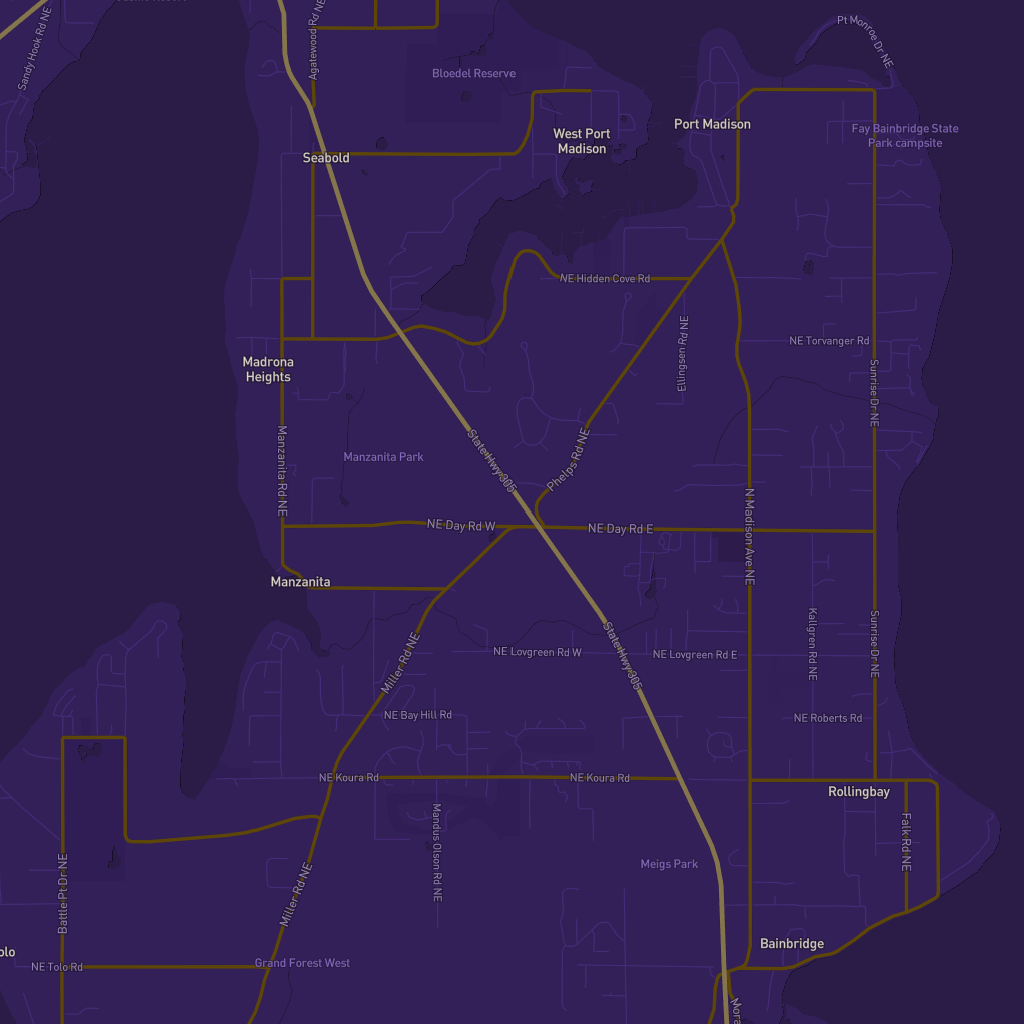 Sandy Hook Rd NE
Agatewood Rd NE
Pt Monroe Dr NE
Bloedel Reserve
Port Madison
West Port
Madison
Fay Bainbridge State
Park campsite
Seabold
NE Hidden Cove Rd
Ellingsen Rd NE
NE Torvanger Rd
Madrona
Heights
Sunrise Dr NE
Manzanita Rd NE
Manzanita Park
State Hwy 305
Phelps Rd NE
N Madison Ave NE
NE Day Rd W
NE Day Rd E
Manzanita
Kallgren Rd NE
Sunrise Dr NE
Miller Rd NE
NE Lovgreen Rd W
State Hwy 305
NE Lovgreen Rd E
NE Bay Hill Rd
NE Roberts Rd
NE Koura Rd
NE Koura Rd
Rollingbay
Mandus Olson Rd NE
Falk Rd NE
Battle Pt Dr NE
Meigs Park
Miller Rd NE
Bainbridge
olo
NE Tolo Rd
Grand Forest West
Mora